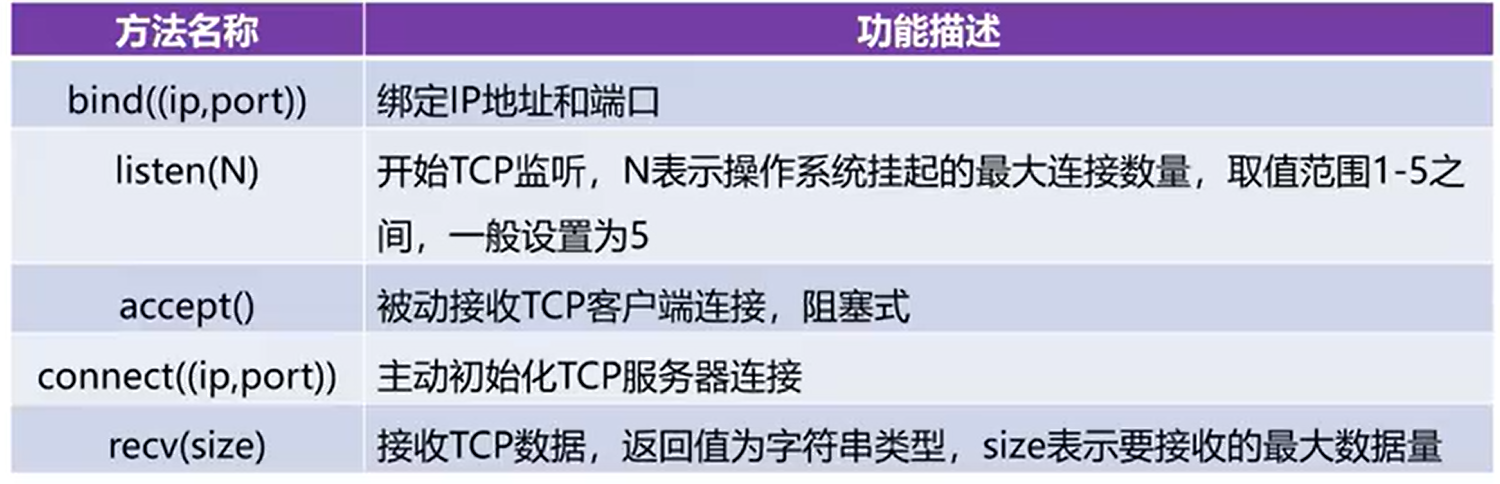 方法名称 功能描述
bind((ip,port)) 绑定IP地址和端口
listen(N) 开始TCP监听，N表示操作系统挂起的最大连接数量，取值范围1-5之
间，一般设置为5
accept() 被动接收TCP客户端连接，阻塞式
connect((ip,port)) 主动初始化TCP服务器连接
recv(size) 接收TCP数据，返回值为字符串类型，size表示要接收的最大数据量